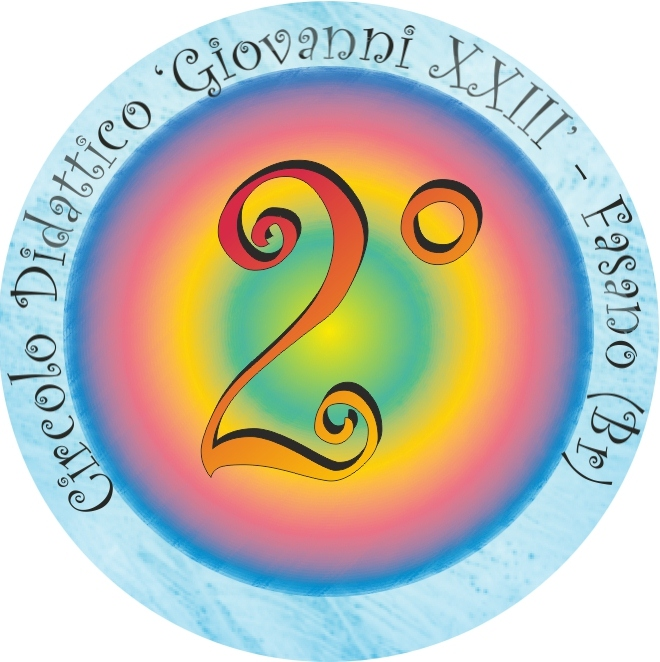 Circolo Didattico ‘Giovanni XXIII’ - Fasano (Br)
2°